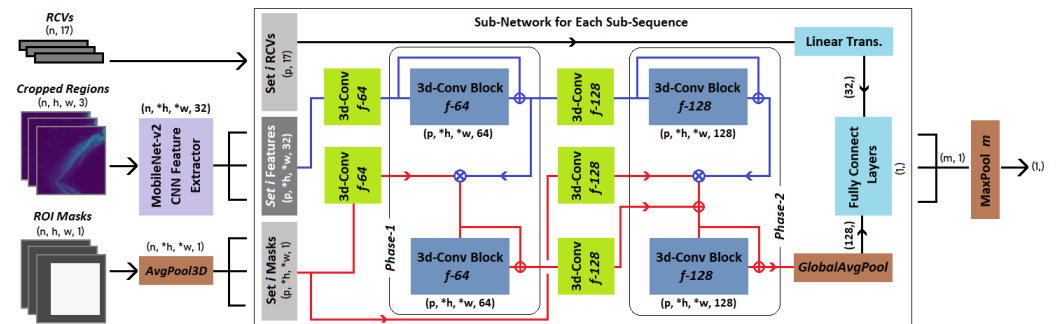 RCVs
(n, 17)
Cropped Regions
(n, h, w, 3)
(n, *h, *w, 32)
MobileNet-v2
CNN Feature
Extractor
ROI Masks
(n, h, w, 1)
(n, *h, *w, 1)
AvgPool3D
Sub-Network for Each Sub-Sequence
Set i RCVs
(p, 17)
Set i Features
(p, *h, *w, 32)
Set i Masks
(p, *h, *w, 1)
3d-Conv
f-64
3d-Conv
f-64
Phase-1
3d-Conv Block
f-64
(p, *h, *w, 64)
3d-Conv Block
f-64
(p, *h, *w, 64)
3d-Conv
f-128
3d-Conv
f-128
3d-Conv
f-128
3d-Conv Block
f-128
(p, *h, *w, 128)
3d-Conv Block
f-128
(p, *h, *w, 128)
Phase-2
Linear Trans.
(32,)
Fully Connect
Layers
(1,)
(128,)
GlobalAvgPool
(m, 1)
MaxPool m
(1,)